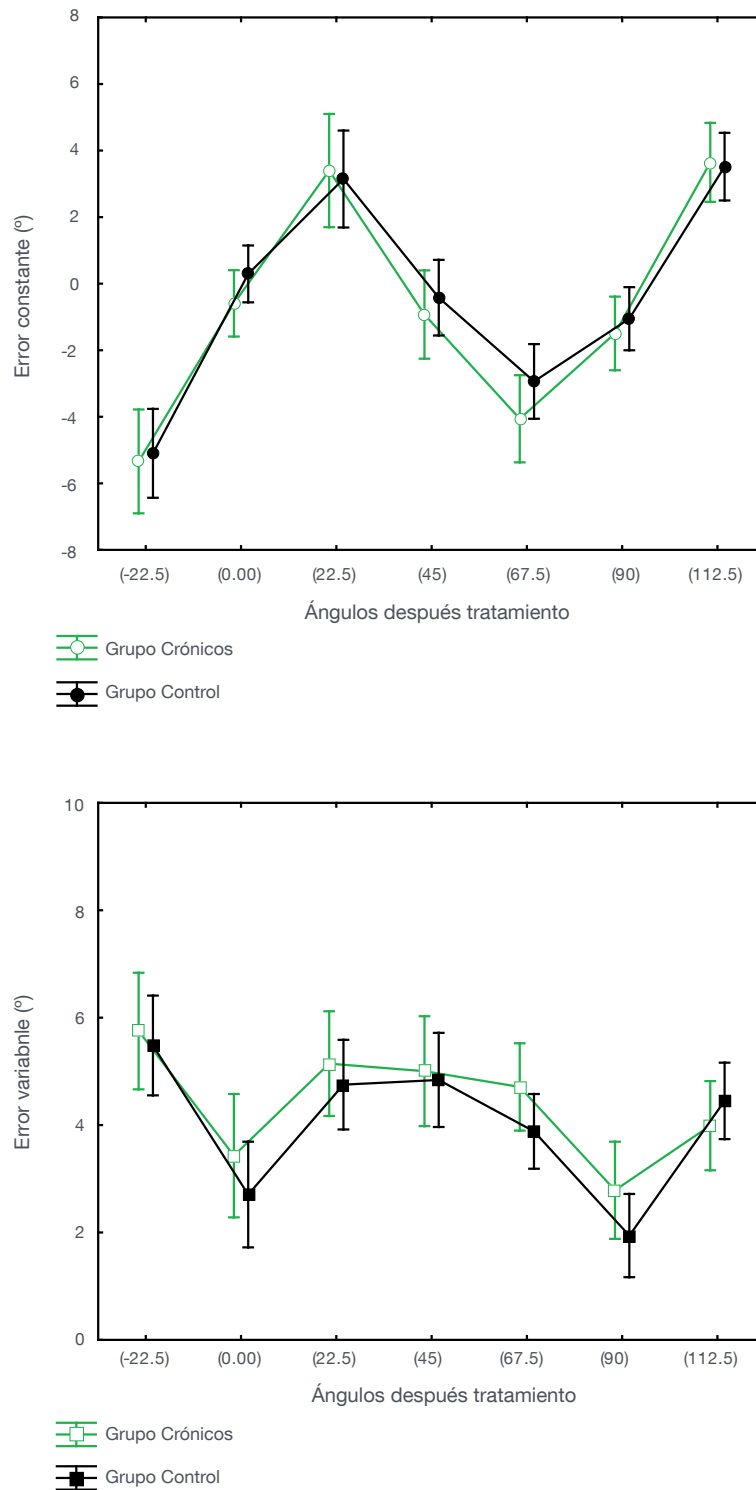 8
6
4
2
0
-2
-4
-6
-8
Error constante (º)
(-22.5) (0.00) (22.5) (45) (67.5) (90) (112.5)
Ángulos después tratamiento
Grupo Crónicos
Grupo Control
10
8
6
4
2
0
Error variabnle (º)
(-22.5) (0.00) (22.5) (45) (67.5) (90) (112.5)
Ángulos después tratamiento
Grupo Crónicos
Grupo Control